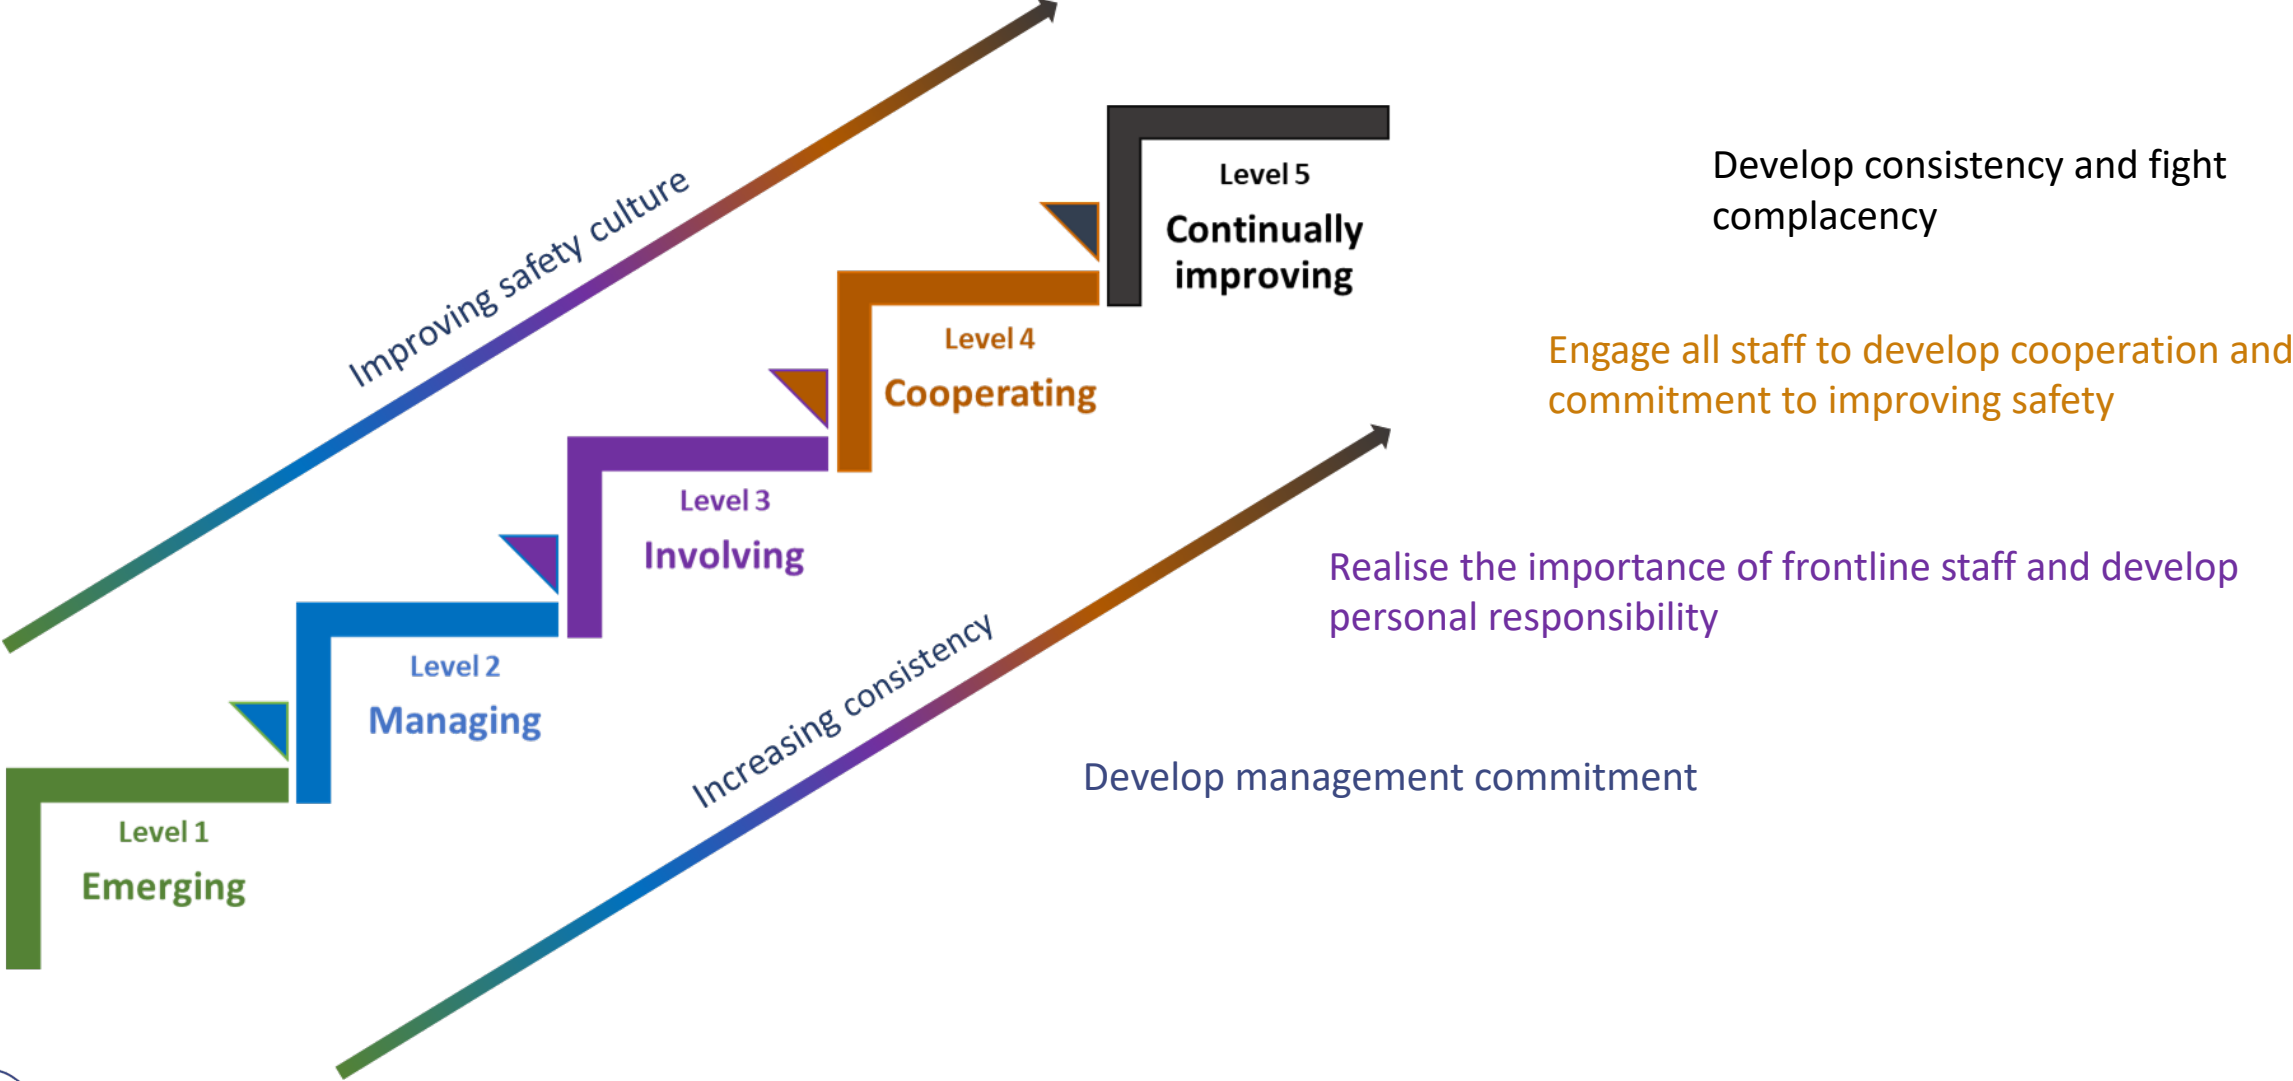 Improving safety culture
Level 5
Continually
improving
Develop consistency and fight
complacency
Level 4
Cooperating
Engage all staff to develop cooperation and
commitment to improving safety
Level 3
Involving
Realise the importance of frontline staff and develop
personal responsibility
Increasing consistency
Level 2
Managing
Develop management commitment
Level 1
Emerging